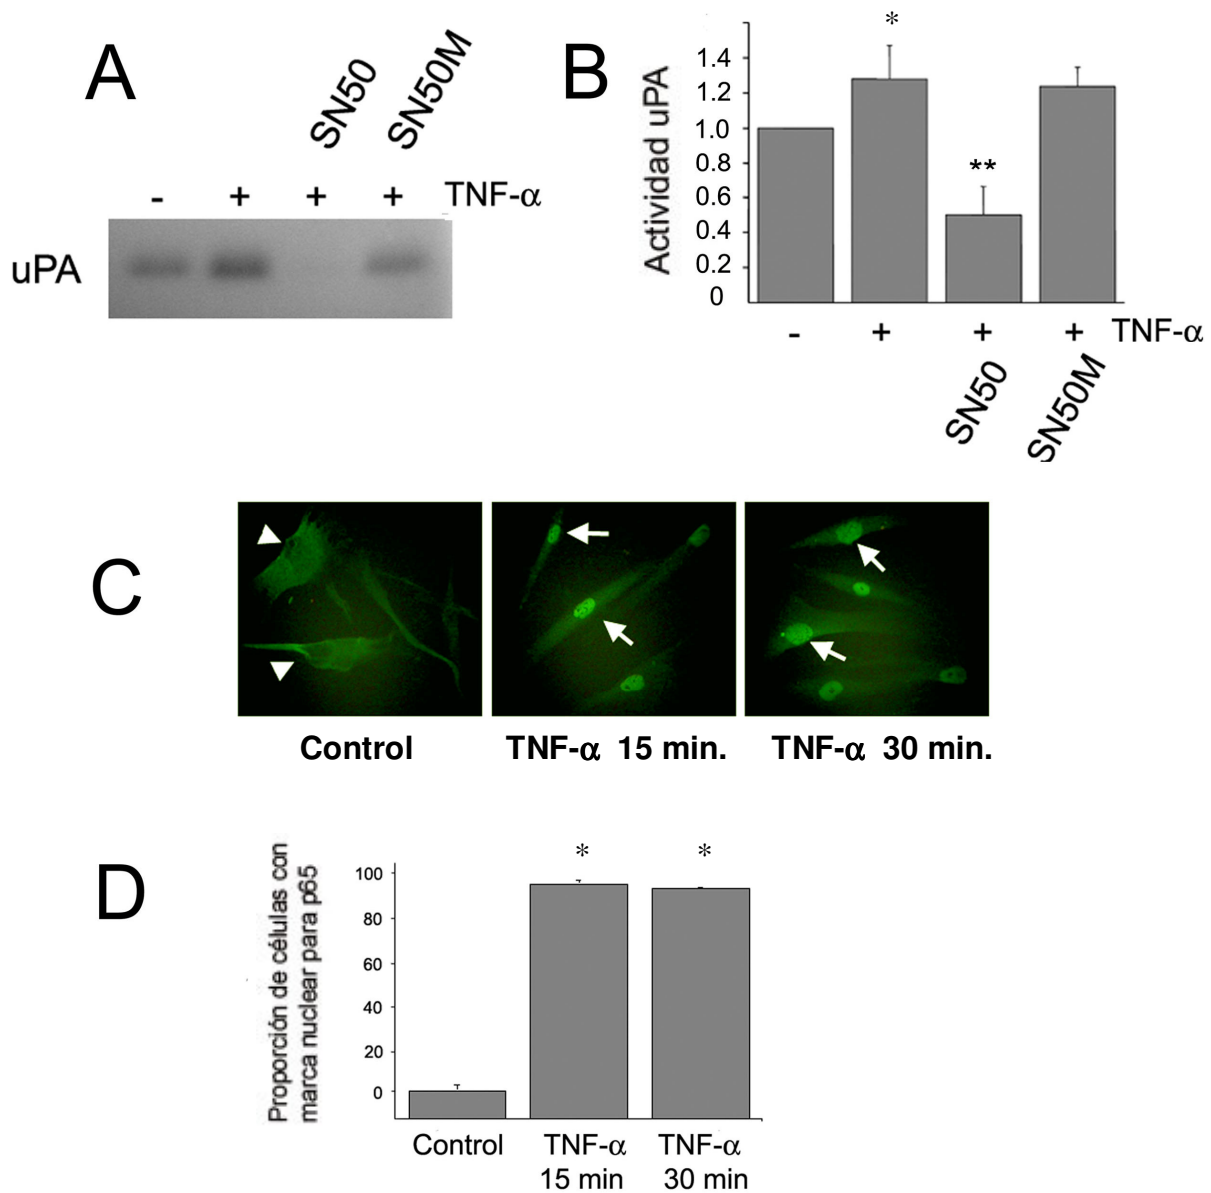 A
SN50
SN50M
- + + + TNF-α
uPA
B
Actividad uPA
*
**
1.4
1.2
1.0
0.8
0.6
0.4
0.2
0
- + + + TNF-α
SN50
SN50M
C
Control
TNF-α 15 min.
TNF-α 30 min.
D
Proporción de células con
marca nuclear para p65
* *
100
80
60
40
20
0
Control TNF-α TNF-α
15 min 30 min